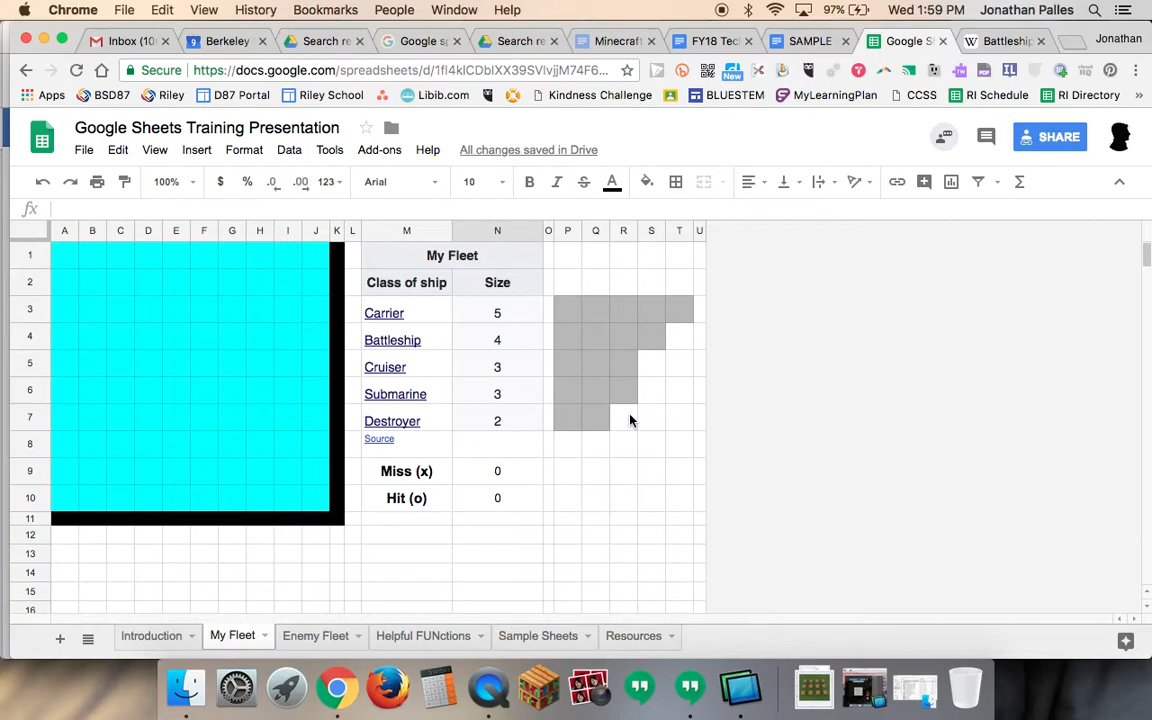 Chrome File Edit View History Bookmarks People Window Help 97% Wed 1:59 PM Jonathan Palles
Inbox (10 Berkeley Search re Google sp Search re Minecraft FY18 Tech SAMPLE Google S Battleship Jonathan
Secure https://docs.google.com/spreadsheets/d/1fI4klCDbIXX39SVIvjJM74F6... New
Apps BSD87 Riley D87 Portal Riley School Libib.com Kindness Challenge BLUESTEM MyLearningPlan CCSS RI Schedule RI Directory »
Google Sheets Training Presentation
SHARE
File Edit View Insert Format Data Tools Add-ons Help All changes saved in Drive
100% $ % .0 .00 123 Arial 10 B I S A Σ
fx
A B C D E F G H I J K L M N O P Q R S T U
1 My Fleet
2 Class of ship Size
3 Carrier 5
4 Battleship 4
5 Cruiser 3
6 Submarine 3
7 Destroyer 2
8 Source
9 Miss (x) 0
10 Hit (o) 0
11
12
13
14
15
16
+ Introduction My Fleet Enemy Fleet Helpful FUNctions Sample Sheets Resources